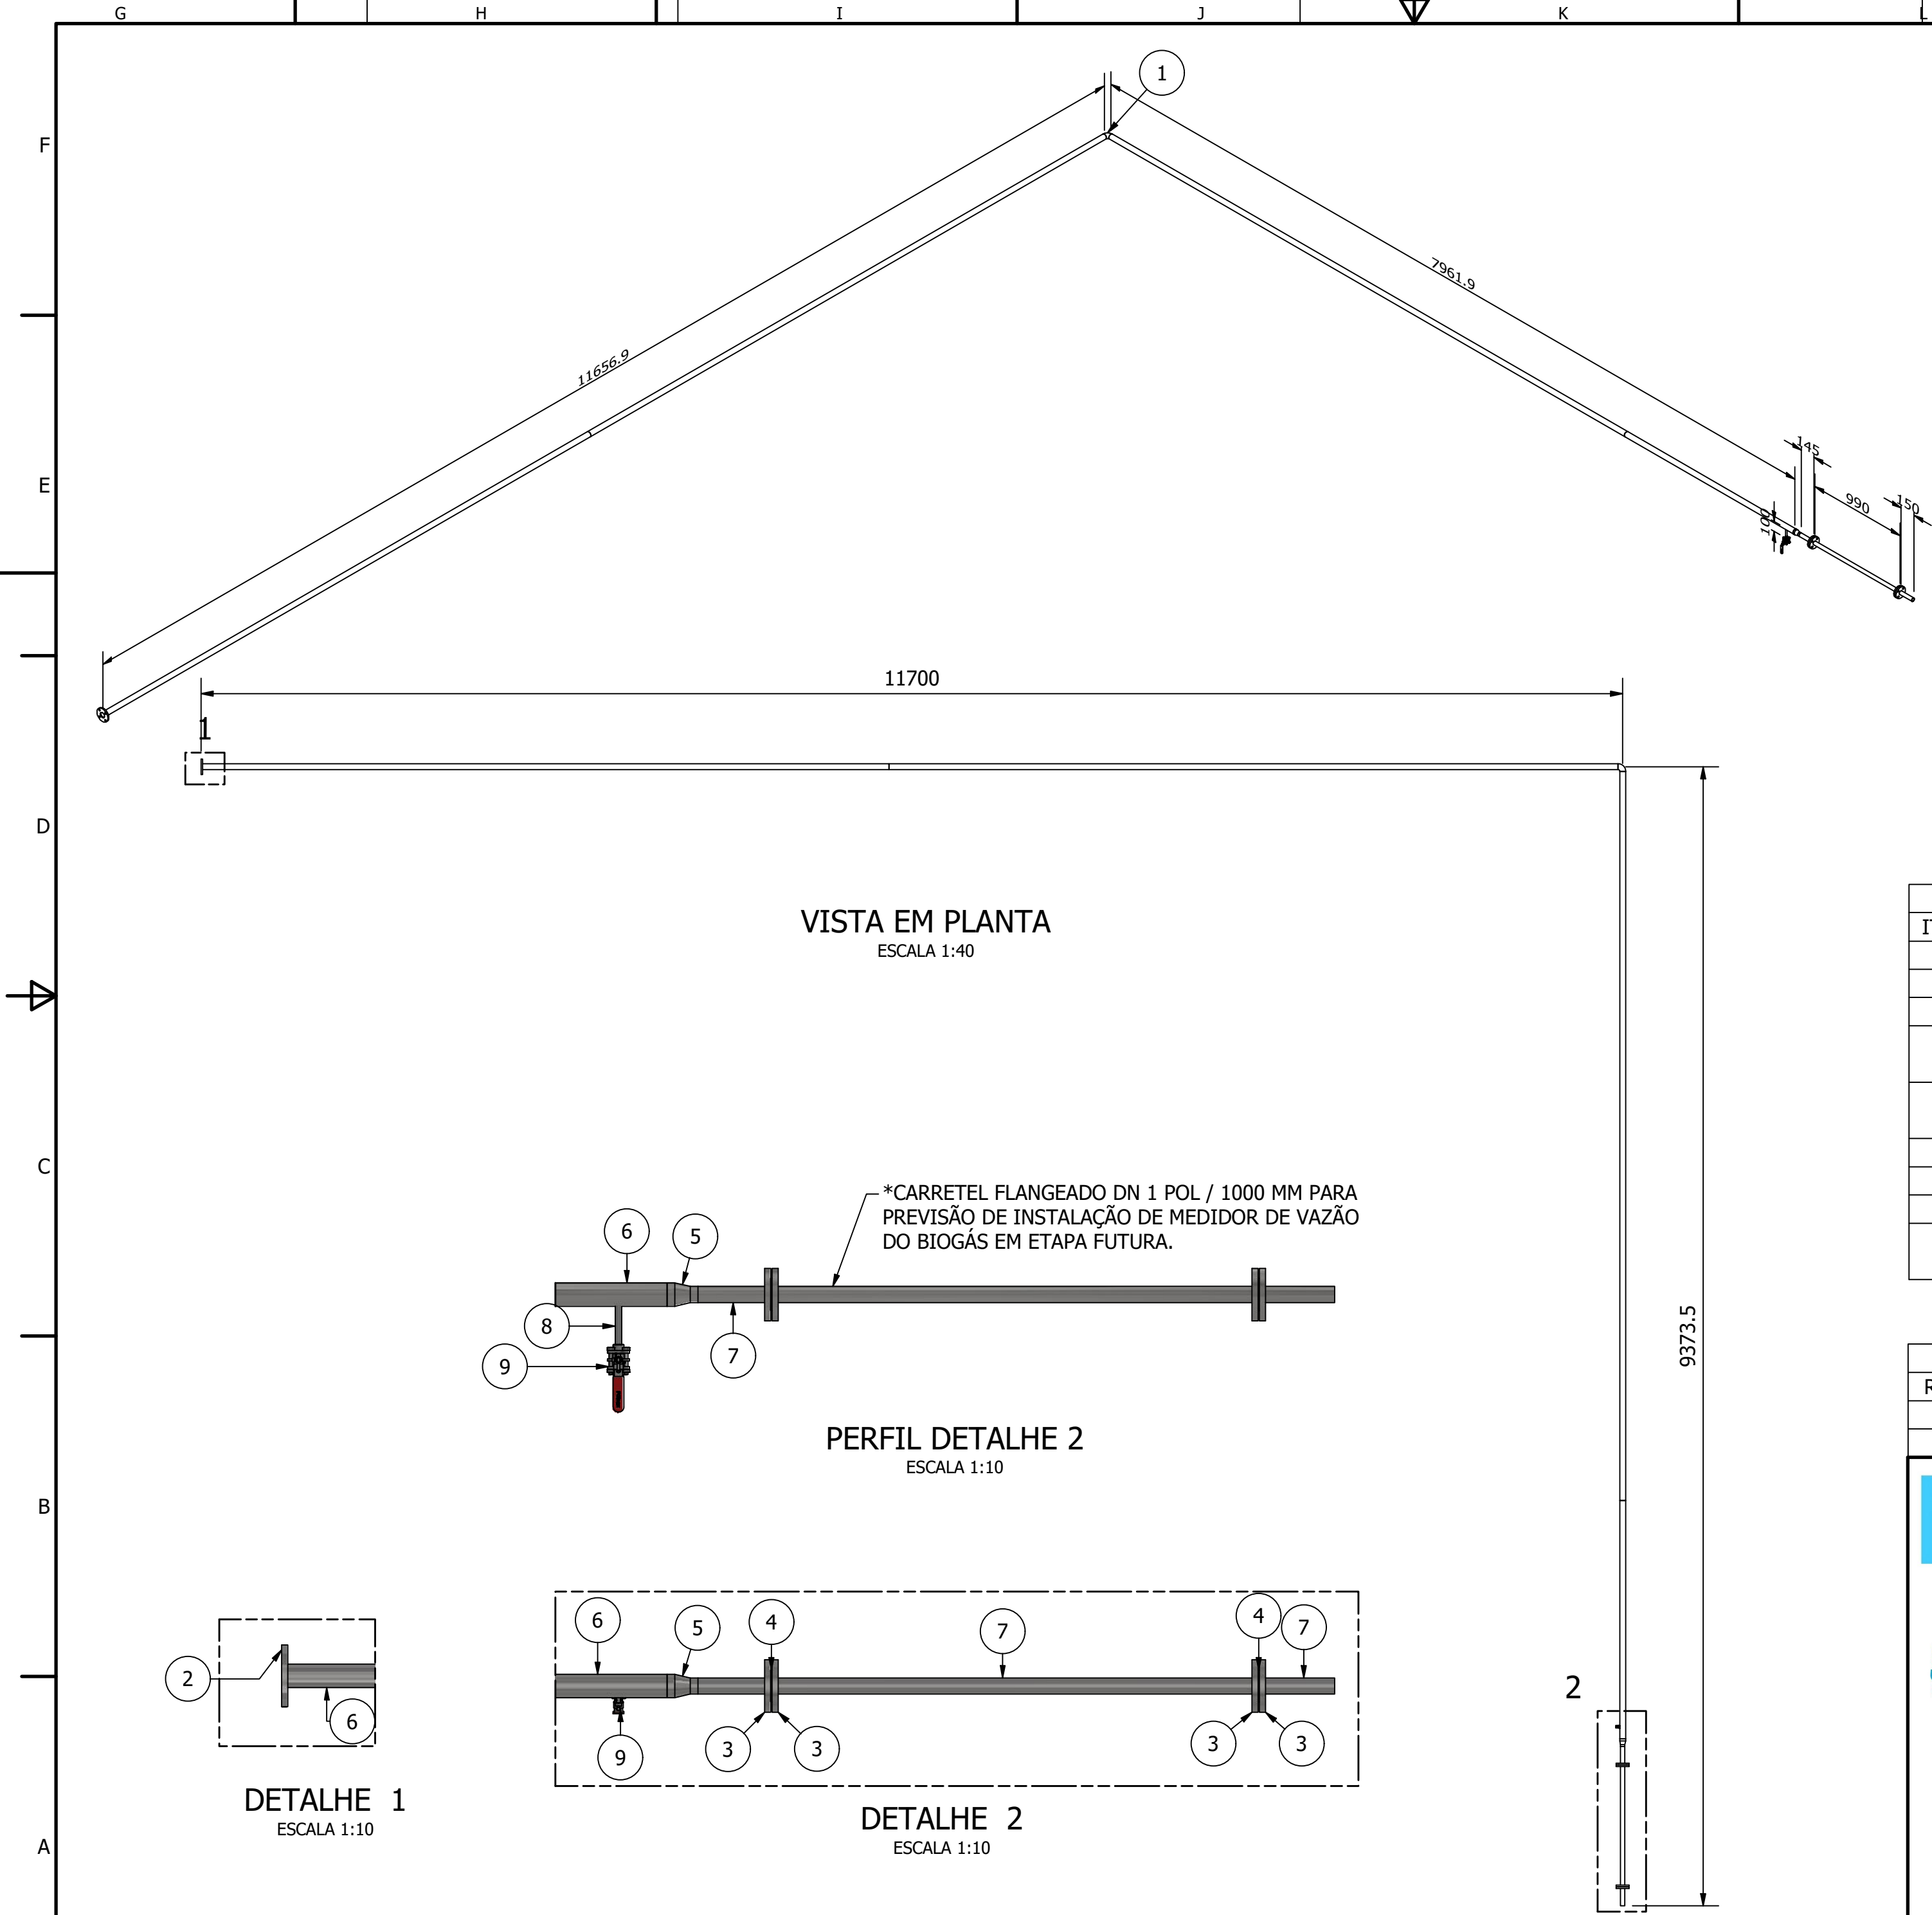 G
H
I
J
K
L
F
E
D
C
B
A
1
11656.9
7961.9
145
990
150
100
11700
1
9373.5
VISTA EM PLANTA
ESCALA 1:40
*CARRETEL FLANGEADO DN 1 POL / 1000 MM PARA
PREVISÃO DE INSTALAÇÃO DE MEDIDOR DE VAZÃO
DO BIOGÁS EM ETAPA FUTURA.
6
5
8
9
7
PERFIL DETALHE 2
ESCALA 1:10
2
6
DETALHE 1
ESCALA 1:10
6
5
4
7
4
7
9
3
3
3
3
DETALHE 2
ESCALA 1:10
2